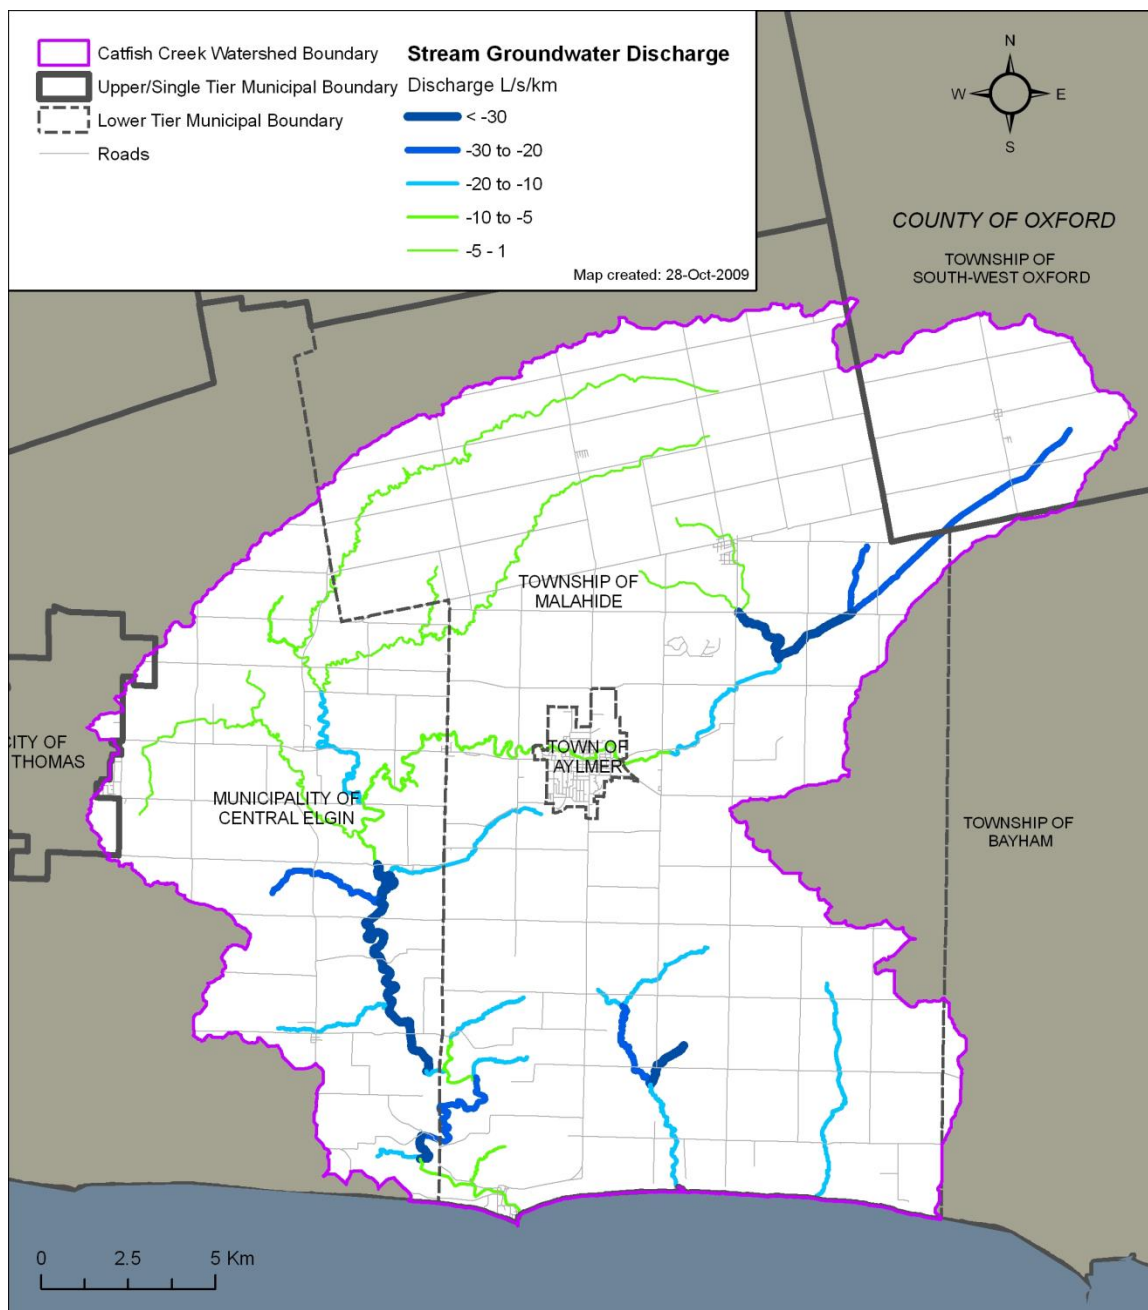 Catfish Creek Watershed Boundary
Upper/Single Tier Municipal Boundary
Lower Tier Municipal Boundary
Roads
Stream Groundwater Discharge
Discharge L/s/km
< -30
-30 to -20
-20 to -10
-10 to -5
-5 - 1
Map created: 28-Oct-2009
N
W
E
S
COUNTY OF OXFORD
TOWNSHIP OF
SOUTH-WEST OXFORD
TOWNSHIP OF
MALAHIDE
CITY OF
THOMAS
TOWN OF
AYLMER
MUNICIPALITY OF
CENTRAL ELGIN
TOWNSHIP OF
BAYHAM
0
2.5
5 Km